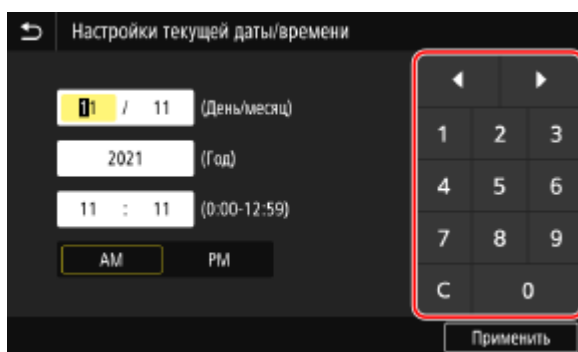 Настройки текущей даты/времени
11 / 11 (День/месяц)
2021 (Год)
11 : 11 (0:00-12:59)
AM PM
1 2 3
4 5 6
7 8 9
C 0
Применить